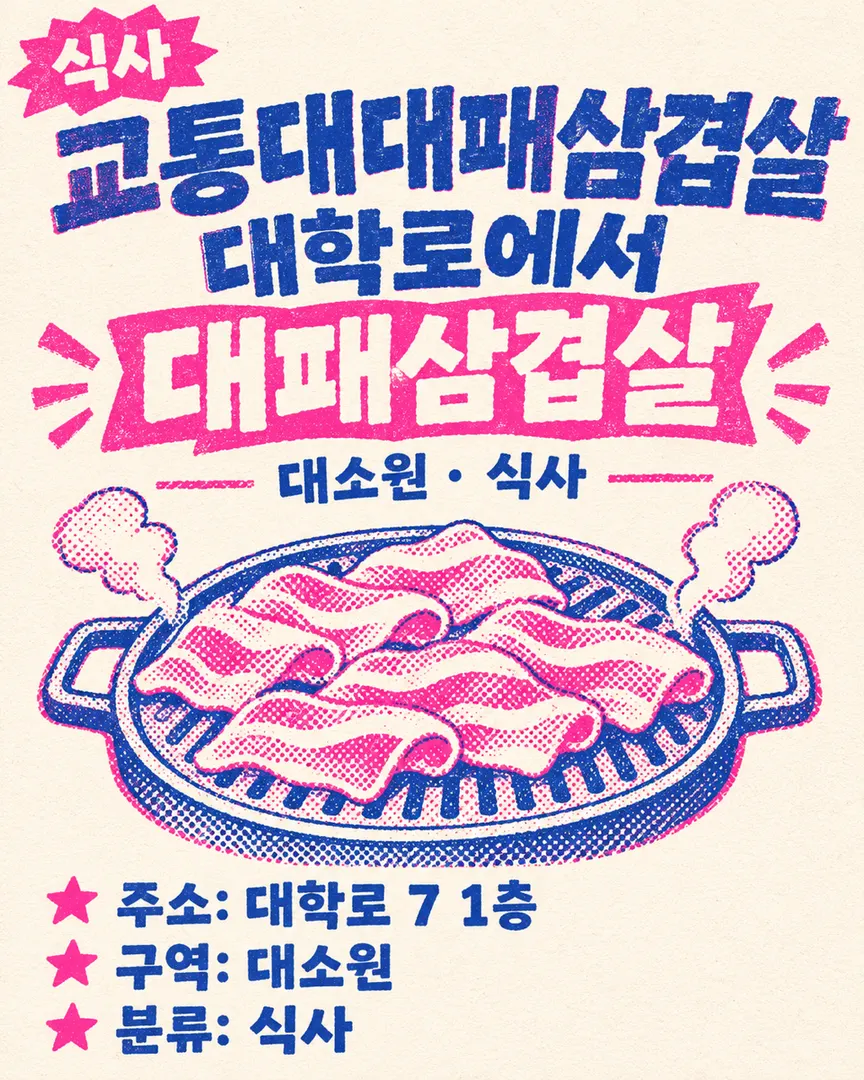 식사
교통대대패삼겹살
대학로에서
대패삼겹살
대소원 · 식사
주소: 대학로 7 1층
구역: 대소원
분류: 식사